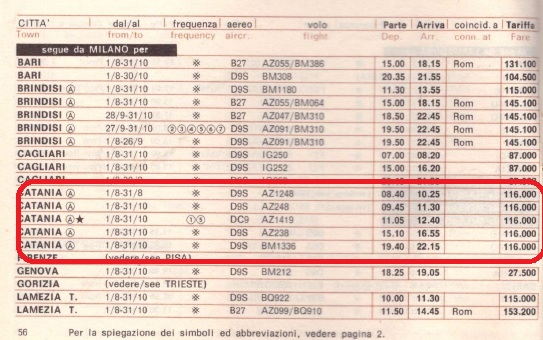 CITTA' dal/al frequenza aereo volo Parte Arriva coincid. a Tariffa
Town from/to frequency aircr. flight Dep. Arr. conn. at Fare
segue da MILANO per
BARI 1/8-31/10 ※ B27 AZ055/BM386 15.00 18.15 Rom 131.100
BARI 1/8-30/10 ※ D9S BM308 20.35 21.55 104.500
BRINDISI Ⓐ 1/8-31/10 ※ D9S BM1180 11.30 13.55 115.000
BRINDISI Ⓐ 1/8-31/10 ※ B27 AZ055/BM064 15.00 18.15 Rom 145.100
BRINDISI Ⓐ 28/9-31/10 ※ B27 AZ047/BM310 18.50 22.45 Rom 145.100
BRINDISI Ⓐ 27/9-31/10 ②③④⑤⑥⑦ D9S AZ091/BM310 19.50 22.45 Rom 145.100
BRINDISI Ⓐ 1/8-26/9 ※ D9S AZ091/BM310 19.50 22.45 Rom 145.100
CAGLIARI 1/8-31/10 ※ D9S IG250 07.00 08.20 87.000
CAGLIARI 1/8-31/10 ※ D9S IG252 15.00 16.20 87.000
CAGLIARI
CATANIA Ⓐ 1/8-31/8 ※ D9S AZ1248 08.40 10.25 116.000
CATANIA Ⓐ 1/8-31/10 ※ D9S AZ248 09.45 11.30 116.000
CATANIA Ⓐ★ 1/8-31/10 ①⑤ DC9 AZ1419 11.05 12.40 116.000
CATANIA Ⓐ 1/8-31/10 ※ D9S AZ238 15.10 16.55 116.000
CATANIA Ⓐ 1/8-31/10 ※ D9S BM1336 19.40 22.15 116.000
FIRENZE (vedere/see PISA)
GENOVA 1/8-31/10 ※ D9S BM212 18.25 19.05 27.500
GORIZIA (vedere/see TRIESTE)
LAMEZIA T. 1/8-31/10 ※ D9S BQ922 10.00 11.30 115.000
LAMEZIA T. 1/8-31/10 ※ B27 AZ099/BQ910 11.50 14.45 Rom 153.200
56 Per la spiegazione dei simboli ed abbreviazioni, vedere pagina 2.